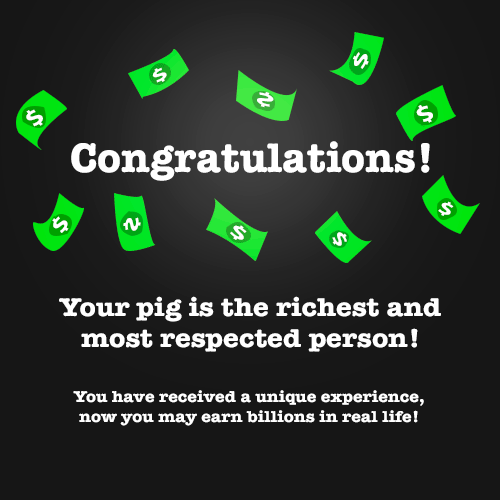 Congratulations!
Your pig is the richest and
most respected person!
You have received a unique experience,
now you may earn billions in real life!